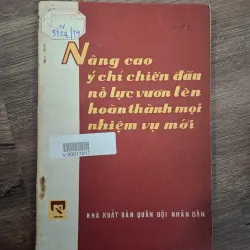 N
Nâng cao
ý chí chiến đấu
nỗ lực vươn lên
hoàn thành mọi
nhiệm vụ mới
NHÀ XUẤT BẢN QUÂN ĐỘI NHÂN DÂN